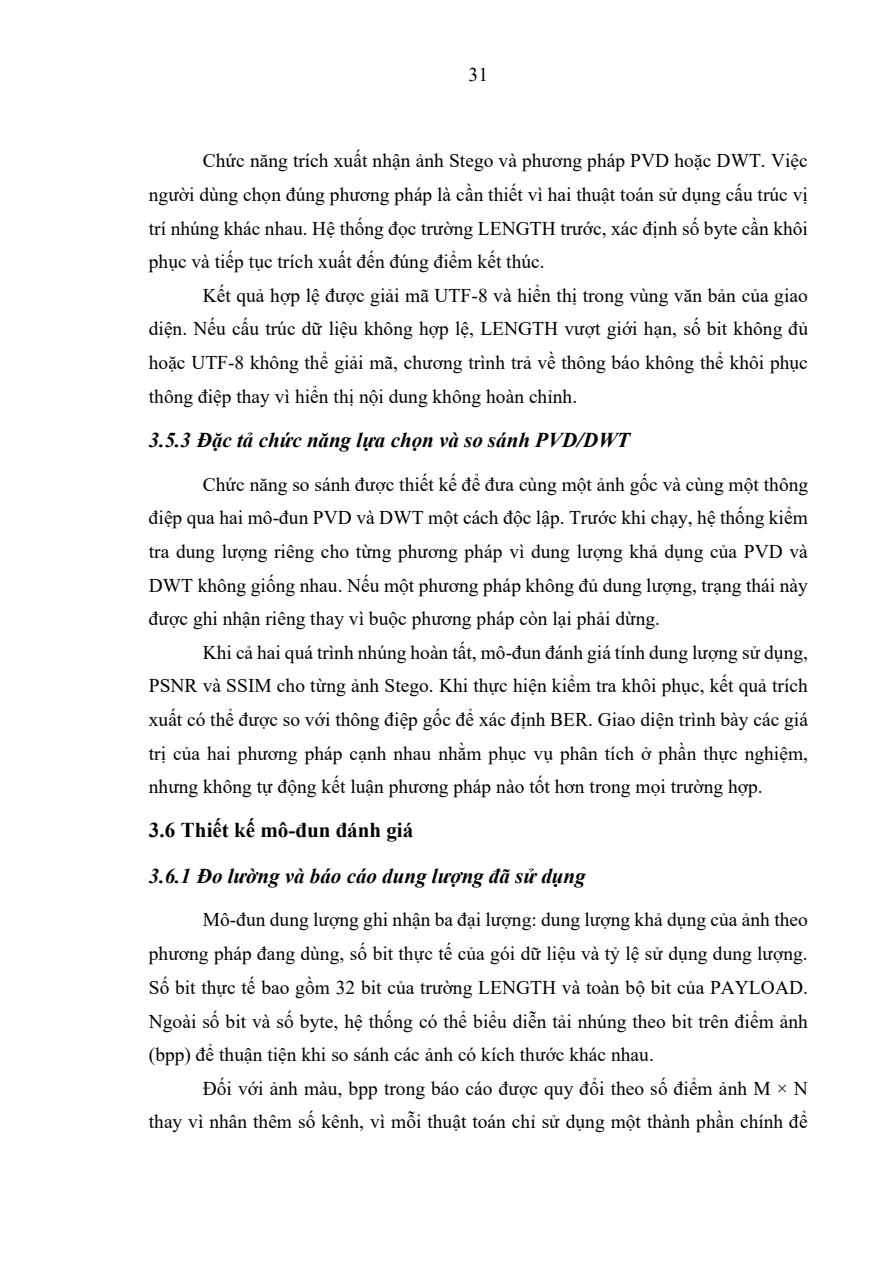 31
Chức năng trích xuất nhận ảnh Stego và phương pháp PVD hoặc DWT. Việc
người dùng chọn đúng phương pháp là cần thiết vì hai thuật toán sử dụng cấu trúc vị
trí nhúng khác nhau. Hệ thống đọc trường LENGTH trước, xác định số byte cần khôi
phục và tiếp tục trích xuất đến đúng điểm kết thúc.
Kết quả hợp lệ được giải mã UTF-8 và hiển thị trong vùng văn bản của giao
diện. Nếu cấu trúc dữ liệu không hợp lệ, LENGTH vượt giới hạn, số bit không đủ
hoặc UTF-8 không thể giải mã, chương trình trả về thông báo không thể khôi phục
thông điệp thay vì hiển thị nội dung không hoàn chỉnh.
3.5.3 Đặc tả chức năng lựa chọn và so sánh PVD/DWT
Chức năng so sánh được thiết kế để đưa cùng một ảnh gốc và cùng một thông
điệp qua hai mô-đun PVD và DWT một cách độc lập. Trước khi chạy, hệ thống kiểm
tra dung lượng riêng cho từng phương pháp vì dung lượng khả dụng của PVD và
DWT không giống nhau. Nếu một phương pháp không đủ dung lượng, trạng thái này
được ghi nhận riêng thay vì buộc phương pháp còn lại phải dừng.
Khi cả hai quá trình nhúng hoàn tất, mô-đun đánh giá tính dung lượng sử dụng,
PSNR và SSIM cho từng ảnh Stego. Khi thực hiện kiểm tra khôi phục, kết quả trích
xuất có thể được so với thông điệp gốc để xác định BER. Giao diện trình bày các giá
trị của hai phương pháp cạnh nhau nhằm phục vụ phân tích ở phần thực nghiệm,
nhưng không tự động kết luận phương pháp nào tốt hơn trong mọi trường hợp.
3.6 Thiết kế mô-đun đánh giá
3.6.1 Đo lường và báo cáo dung lượng đã sử dụng
Mô-đun dung lượng ghi nhận ba đại lượng: dung lượng khả dụng của ảnh theo
phương pháp đang dùng, số bit thực tế của gói dữ liệu và tỷ lệ sử dụng dung lượng.
Số bit thực tế bao gồm 32 bit của trường LENGTH và toàn bộ bit của PAYLOAD.
Ngoài số bit và số byte, hệ thống có thể biểu diễn tải nhúng theo bit trên điểm ảnh
(bpp) để thuận tiện khi so sánh các ảnh có kích thước khác nhau.
Đối với ảnh màu, bpp trong báo cáo được quy đổi theo số điểm ảnh M × N
thay vì nhân thêm số kênh, vì mỗi thuật toán chỉ sử dụng một thành phần chính để